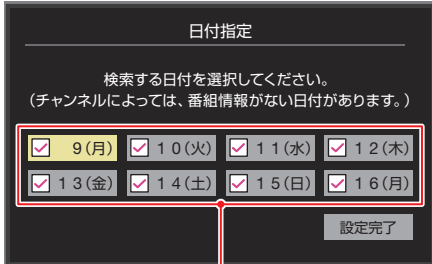 日付指定
検索する日付を選択してください。
（チャンネルによっては、番組情報がない日付があります。）
9(月) 10(火) 11(水) 12(木)
13(金) 14(土) 15(日) 16(月)
設定完了